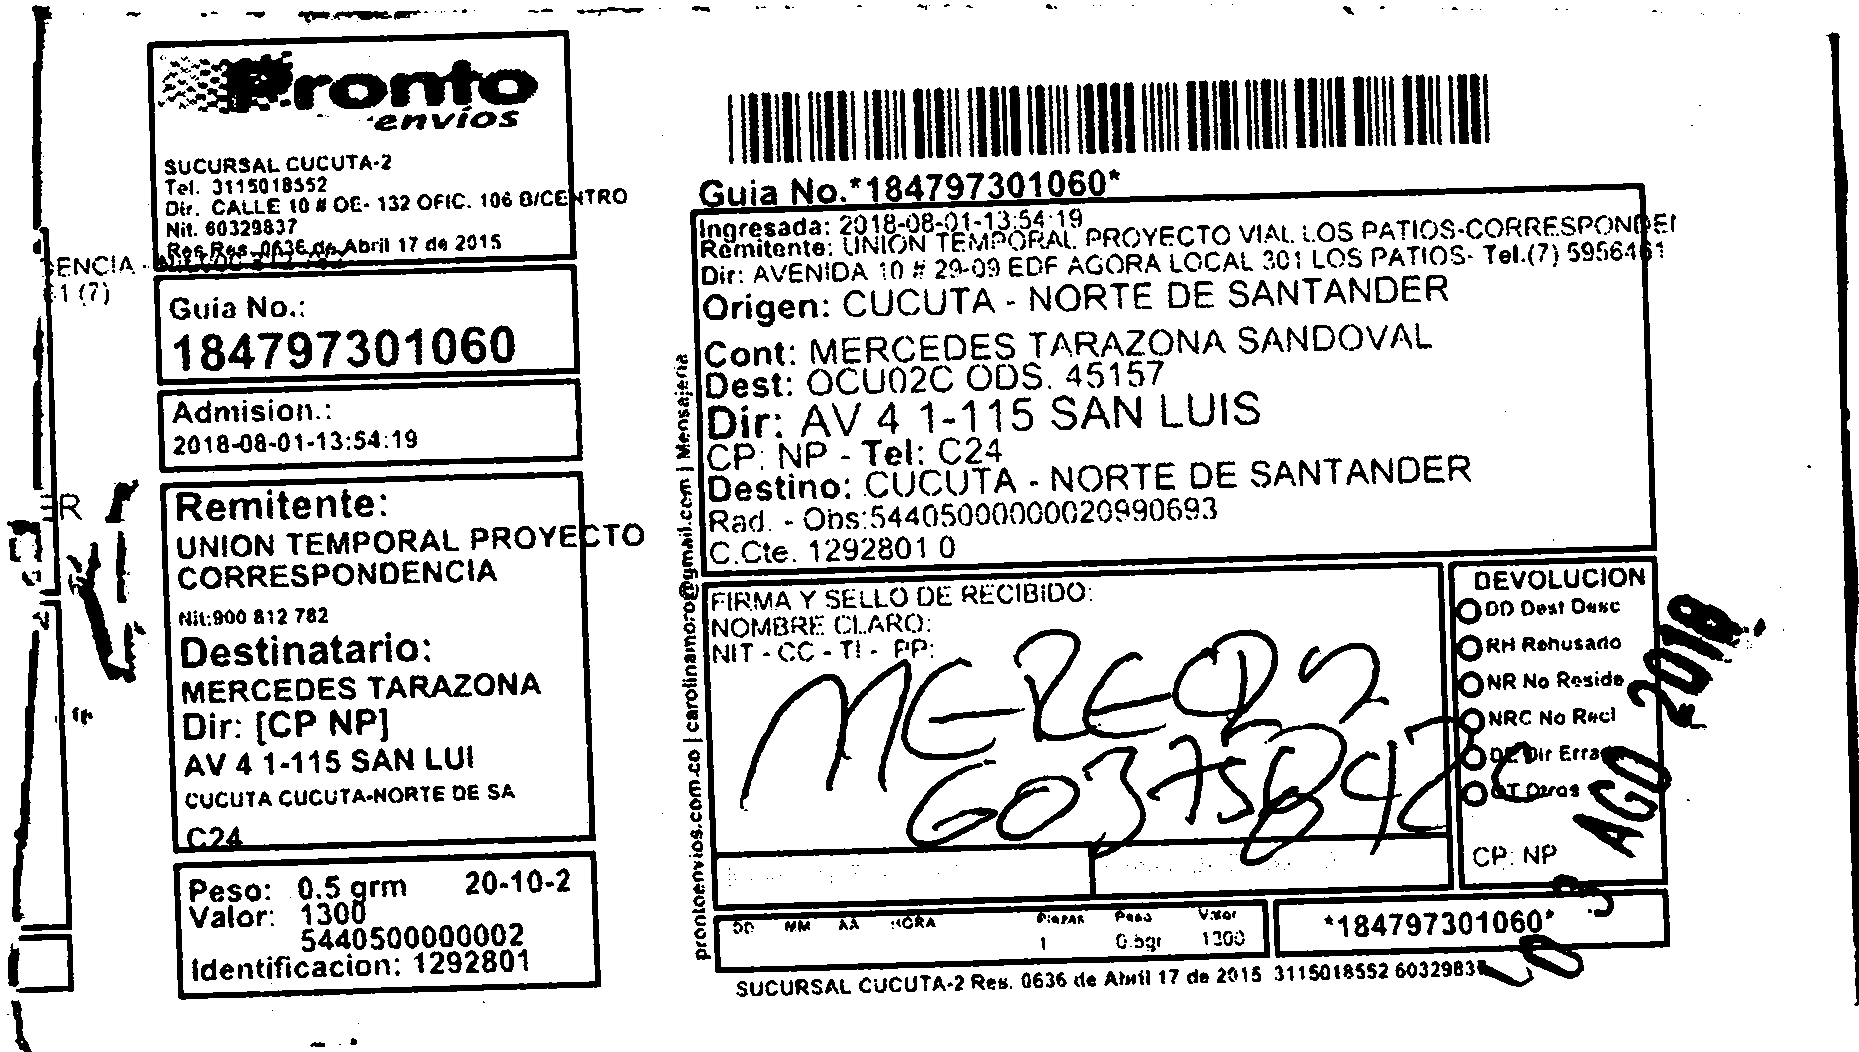 Pronto
envíos
SUCURSAL CUCUTA-2
Tel. 3115018552
Dir. CALLE 10 # OE- 132 OFIC. 106 B/CENTRO
Nit. 60329837
Res.Res. 0636 de Abril 17 de 2015
ENCIA -
61 (7)
Guia No.:
184797301060
Admision.:
2018-08-01-13:54:19
Remitente:
UNION TEMPORAL PROYECTO
CORRESPONDENCIA
Nit:900 812 782
Destinatario:
MERCEDES TARAZONA
Dir: [CP NP]
AV 4 1-115 SAN LUI
CUCUTA CUCUTA-NORTE DE SA
C24
Peso: 0.5 grm 20-10-2
Valor: 1300
5440500000002
Identificacion: 1292801
prontoenvios.com.co | carolinamoro@ymail.com | Mensajeria
Guia No.*184797301060*
Ingresada: 2018-08-01-13:54:19
Remitente: UNION TEMPORAL PROYECTO VIAL LOS PATIOS-CORRESPONDEN
Dir: AVENIDA 10 # 29-09 EDF AGORA LOCAL 301 LOS PATIOS- Tel.(7) 5956461
Origen: CUCUTA - NORTE DE SANTANDER
Cont: MERCEDES TARAZONA SANDOVAL
Dest: OCU02C ODS. 45157
Dir: AV 4 1-115 SAN LUIS
CP: NP - Tel: C24
Destino: CUCUTA - NORTE DE SANTANDER
Rad. - Obs:54405000000020990693
C.Cte. 1292801 0
FIRMA Y SELLO DE RECIBIDO:
NOMBRE CLARO:
NIT - CC - TI - PP:
DEVOLUCION
DD Dest Desc
RH Rehusado
NR No Reside
NRC No Recl
DE Dir Errada
OT Otros
CP: NP
AGO 2018
DD MM AA HORA Piezas Peso Valor
1 0.5gr 1300
*184797301060*
SUCURSAL CUCUTA-2 Res. 0636 de Abril 17 de 2015 3115018552 60329837